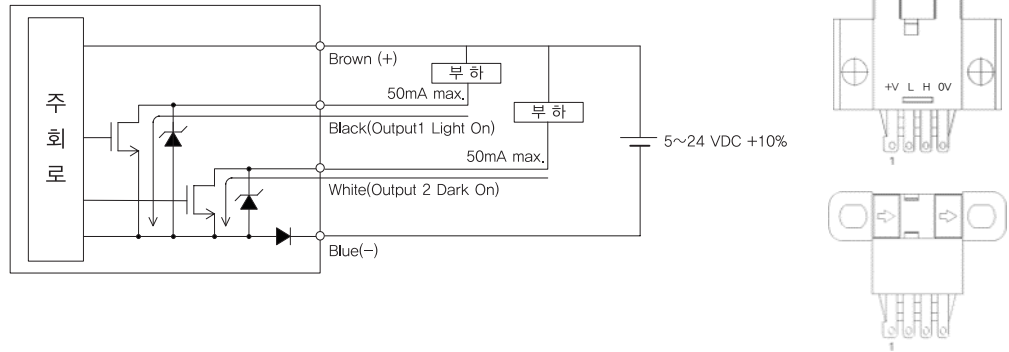 주
회
로
Brown (+)
부 하
50mA max.
Black(Output1 Light On)
부 하
50mA max.
White(Output 2 Dark On)
Blue(-)
5~24 VDC +10%
+V L H 0V
1
1